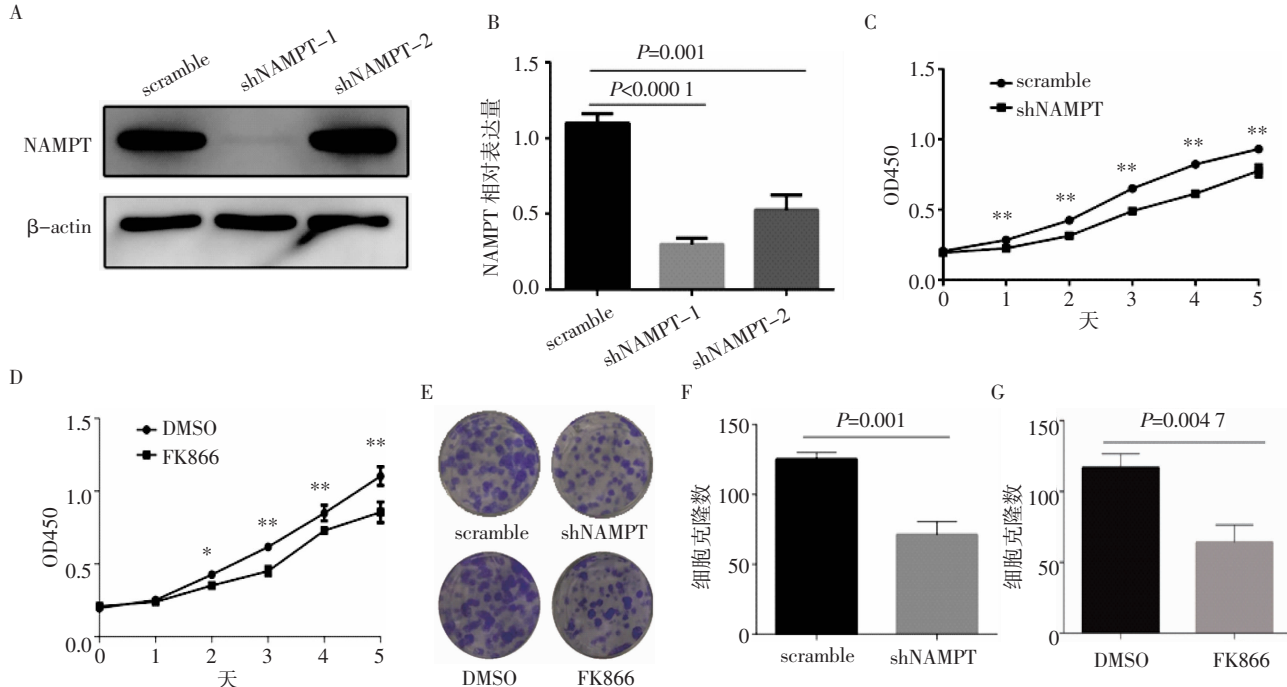 A
scramble
shNAMPT-1
shNAMPT-2
NAMPT
β-actin
B
P=0.001
P<0.000 1
NAMPT 相对表达量
1.5
1.0
0.5
0.0
scramble
shNAMPT-1
shNAMPT-2
C
scramble
shNAMPT
OD450
1.5
1.0
0.5
0.0
** ** ** ** **
0 1 2 3 4 5
天
D
DMSO
FK866
OD450
1.5
1.0
0.5
0.0
* ** ** **
0 1 2 3 4 5
天
E
scramble shNAMPT
DMSO FK866
F
P=0.001
细胞克隆数
150
100
50
0
scramble shNAMPT
G
P=0.004 7
细胞克隆数
150
100
50
0
DMSO FK866